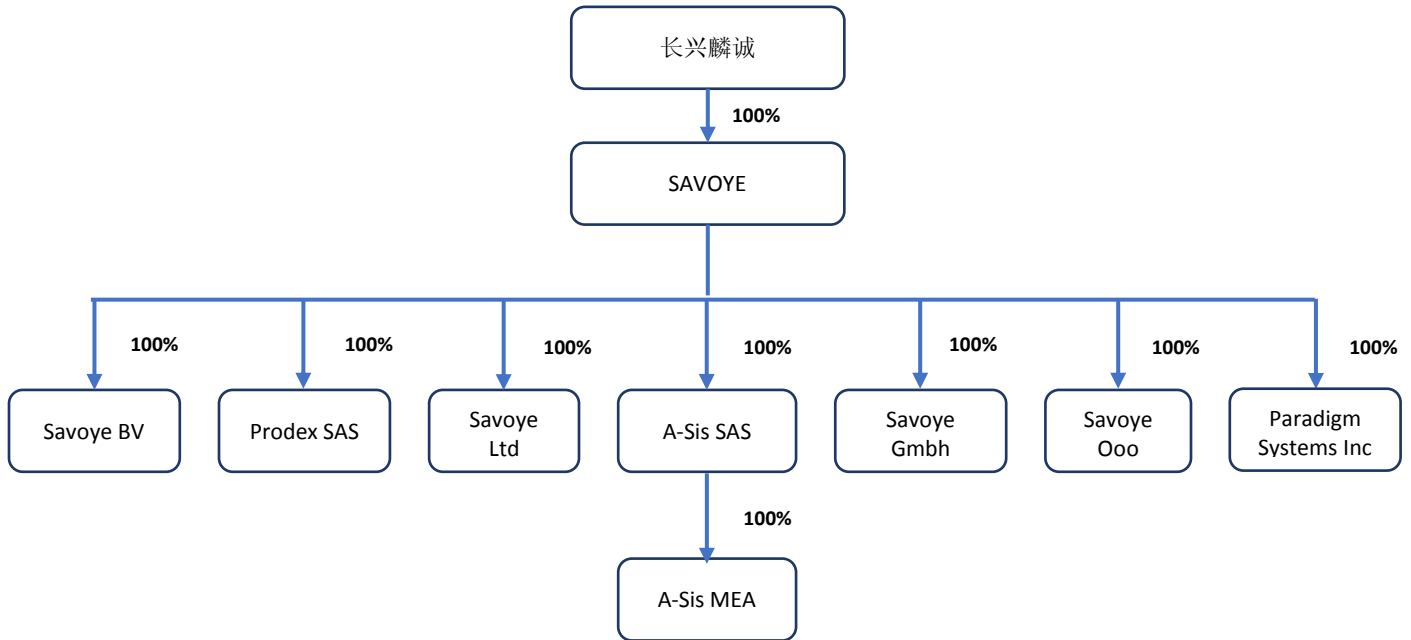 长兴麟诚
100%
SAVOYE
100%
100%
100%
100%
100%
100%
100%
Savoye BV
Prodex SAS
Savoye
Ltd
A-Sis SAS
Savoye
Gmbh
Savoye
Ooo
Paradigm
Systems Inc
100%
A-Sis MEA